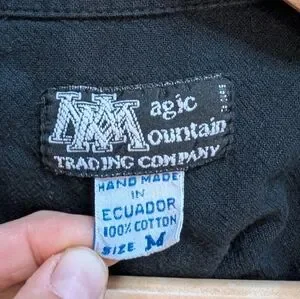 Magic
Mountain
TRADING COMPANY
HAND MADE
IN
ECUADOR
100% COTTON
SIZE M